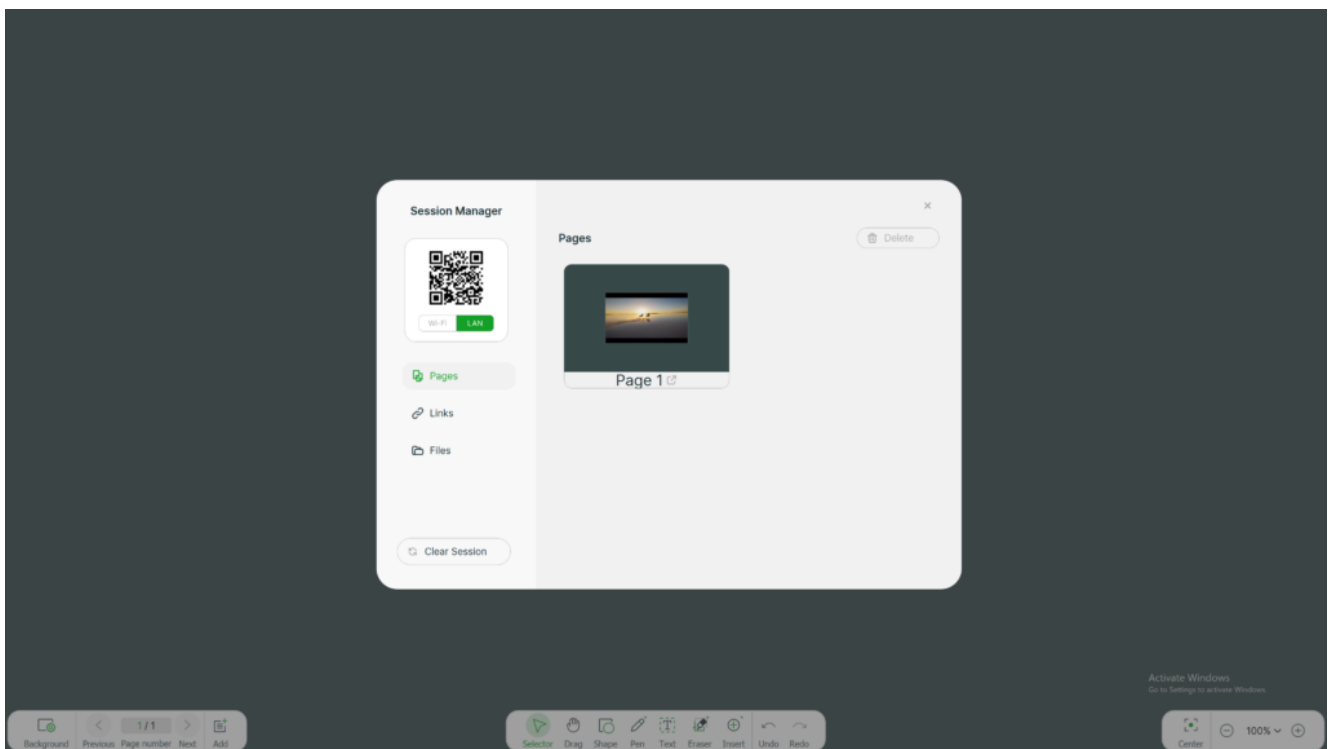 Session Manager
Wi-Fi LAN
Pages
Links
Files
Clear Session
Pages
Delete
Page 1
Activate Windows
Go to Settings to activate Windows.
Background Previous 1/1 Page number Next Add
Selector Drag Shape Pen Text Eraser Insert Undo Redo
Center 100%